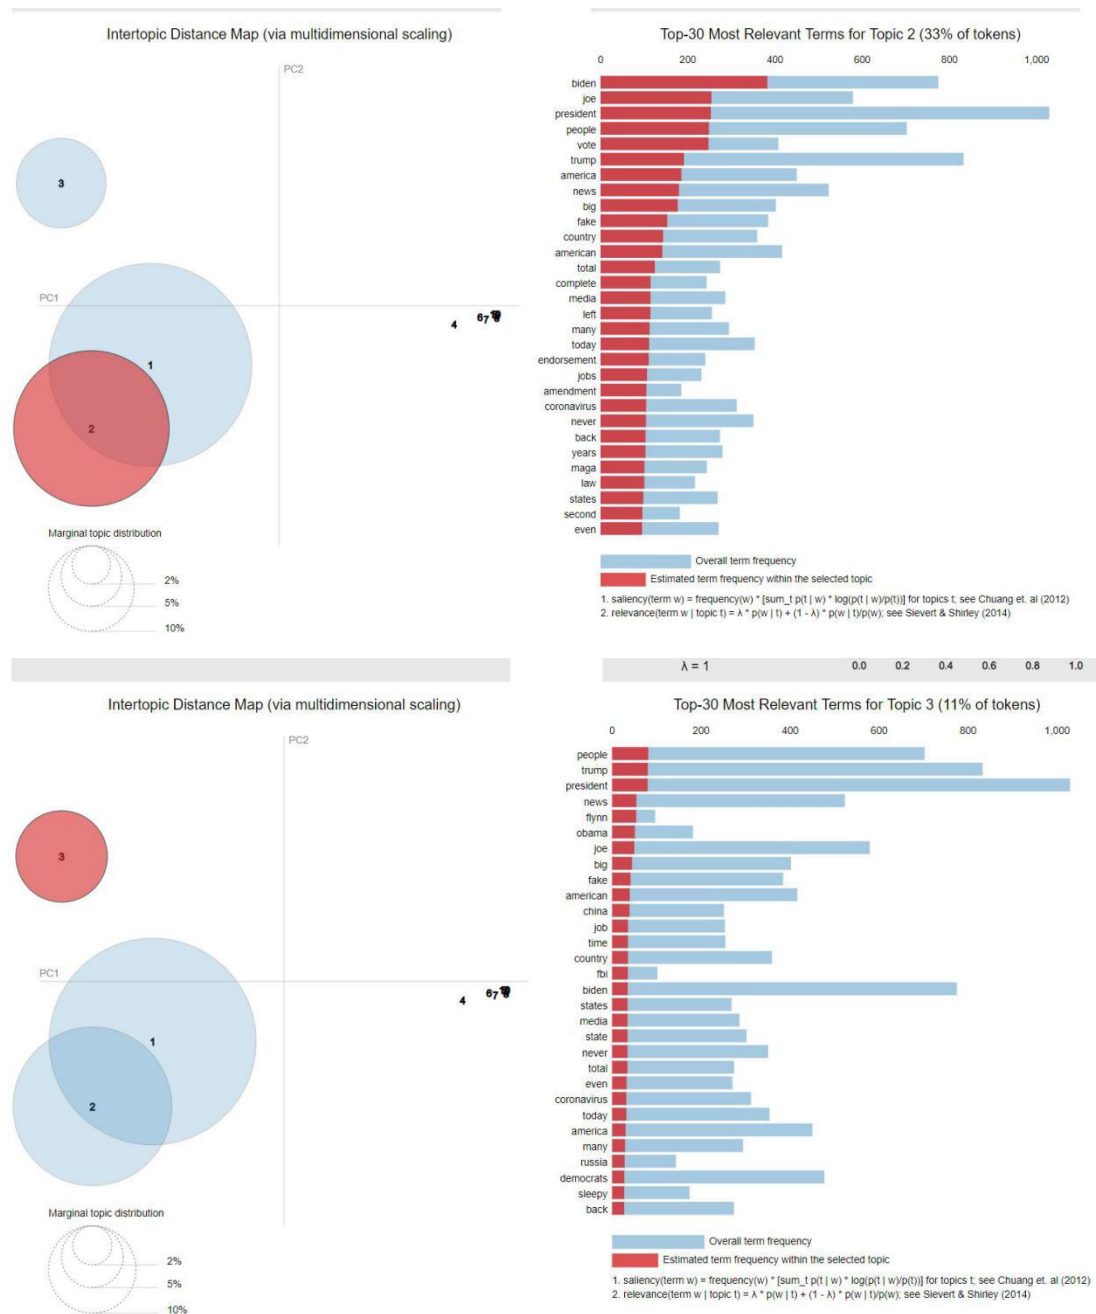 Intertopic Distance Map (via multidimensional scaling)
PC2
PC1
3
1
2
4
6
7
Marginal topic distribution
2%
5%
10%
Top-30 Most Relevant Terms for Topic 2 (33% of tokens)
0 200 400 600 800 1,000
biden
joe
president
people
vote
trump
america
news
big
fake
country
american
total
complete
media
left
many
today
endorsement
jobs
amendment
coronavirus
never
back
years
maga
law
states
second
even
Overall term frequency
Estimated term frequency within the selected topic
1. saliency(term w) = frequency(w) * [sum_t p(t | w) * log(p(t | w)/p(t))] for topics t; see Chuang et. al (2012)
2. relevance(term w | topic t) = λ * p(w | t) + (1 - λ) * p(w | t)/p(w); see Sievert & Shirley (2014)
λ = 1 0.0 0.2 0.4 0.6 0.8 1.0
Intertopic Distance Map (via multidimensional scaling)
PC2
PC1
3
1
2
4
6
7
Marginal topic distribution
2%
5%
10%
Top-30 Most Relevant Terms for Topic 3 (11% of tokens)
0 200 400 600 800 1,000
people
trump
president
news
flynn
obama
joe
big
fake
american
china
job
time
country
fbi
biden
states
media
state
never
total
even
coronavirus
today
america
many
russia
democrats
sleepy
back
Overall term frequency
Estimated term frequency within the selected topic
1. saliency(term w) = frequency(w) * [sum_t p(t | w) * log(p(t | w)/p(t))] for topics t; see Chuang et. al (2012)
2. relevance(term w | topic t) = λ * p(w | t) + (1 - λ) * p(w | t)/p(w); see Sievert & Shirley (2014)